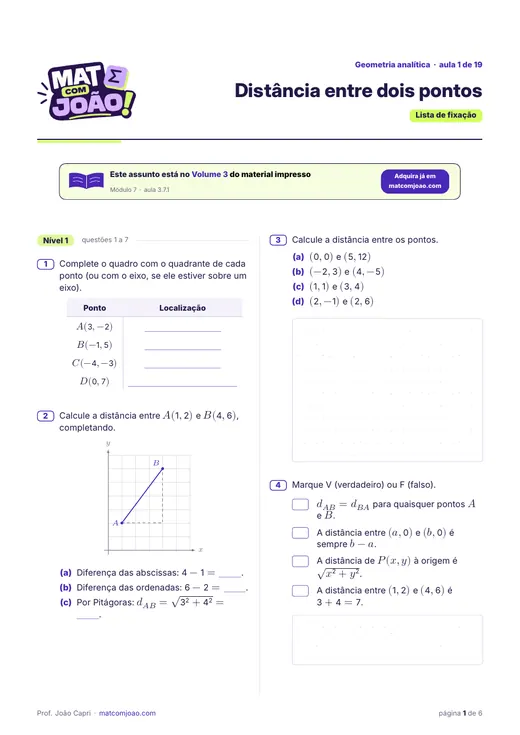 MAT Σ
COM
JOÃO!
Geometria analítica · aula 1 de 19
Distância entre dois pontos
Lista de fixação
Este assunto está no Volume 3 do material impresso
Módulo 7 · aula 3.7.1
Adquira já em
matcomjoao.com
Nível 1 questões 1 a 7
1 Complete o quadro com o quadrante de cada
ponto (ou com o eixo, se ele estiver sobre um
eixo).
Ponto Localização
A(3, −2)
B(−1, 5)
C(−4, −3)
D(0, 7)
2 Calcule a distância entre A(1, 2) e B(4, 6),
completando.
y
B
A
x
(a) Diferença das abscissas: 4 − 1 = ____.
(b) Diferença das ordenadas: 6 − 2 = ____.
(c) Por Pitágoras: d_AB = √(3² + 4²) =
____.
3 Calcule a distância entre os pontos.
(a) (0, 0) e (5, 12)
(b) (−2, 3) e (4, −5)
(c) (1, 1) e (3, 4)
(d) (2, −1) e (2, 6)
4 Marque V (verdadeiro) ou F (falso).
d_AB = d_BA para quaisquer pontos A
e B.
A distância entre (a, 0) e (b, 0) é
sempre b − a.
A distância de P(x, y) à origem é
√(x² + y²).
A distância entre (1, 2) e (4, 6) é
3 + 4 = 7.
Prof. João Capri · matcomjoao.com
página 1 de 6